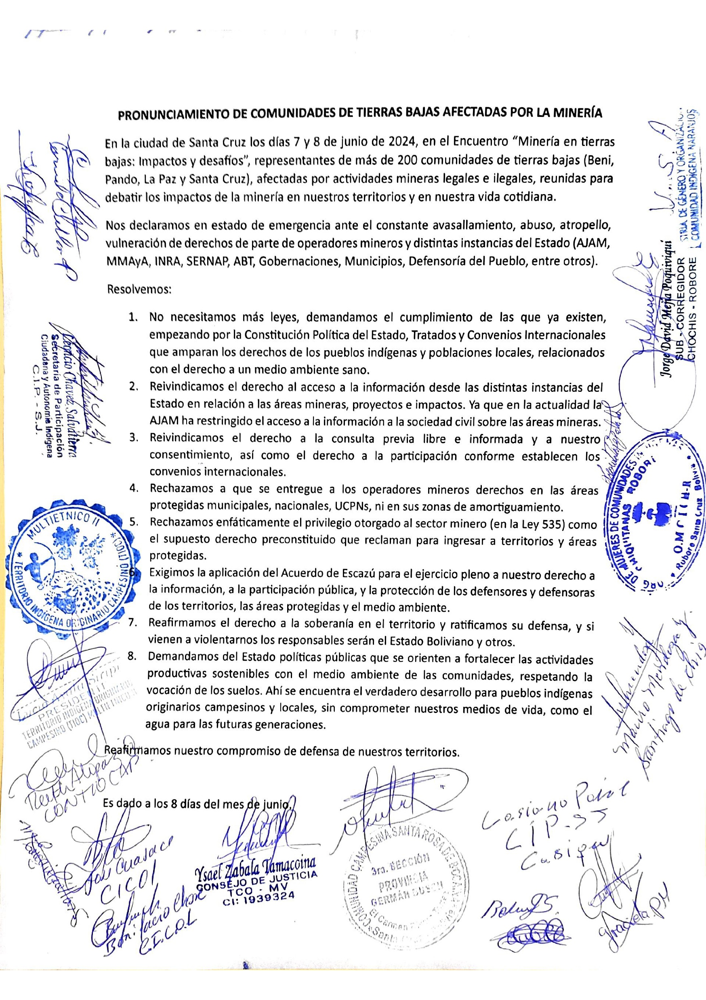 PRONUNCIAMIENTO DE COMUNIDADES DE TIERRAS BAJAS AFECTADAS POR LA MINERÍA
En la ciudad de Santa Cruz los días 7 y 8 de junio de 2024, en el Encuentro “Minería en tierras
bajas: Impactos y desafíos”, representantes de más de 200 comunidades de tierras bajas (Beni,
Pando, La Paz y Santa Cruz), afectadas por actividades mineras legales e ilegales, reunidas para
debatir los impactos de la minería en nuestros territorios y en nuestra vida cotidiana.
Nos declaramos en estado de emergencia ante el constante avasallamiento, abuso, atropello,
vulneración de derechos de parte de operadores mineros y distintas instancias del Estado (AJAM,
MMAyA, INRA, SERNAP, ABT, Gobernaciones, Municipios, Defensoría del Pueblo, entre otros).
Resolvemos:
1. No necesitamos más leyes, demandamos el cumplimiento de las que ya existen,
empezando por la Constitución Política del Estado, Tratados y Convenios Internacionales
que amparan los derechos de los pueblos indígenas y poblaciones locales, relacionados
con el derecho a un medio ambiente sano.
2. Reivindicamos el derecho al acceso a la información desde las distintas instancias del
Estado en relación a las áreas mineras, proyectos e impactos. Ya que en la actualidad la
AJAM ha restringido el acceso a la información a la sociedad civil sobre las áreas mineras.
3. Reivindicamos el derecho a la consulta previa libre e informada y a nuestro
consentimiento, así como el derecho a la participación conforme establecen los
convenios internacionales.
4. Rechazamos a que se entregue a los operadores mineros derechos en las áreas
protegidas municipales, nacionales, UCPNs, ni en sus zonas de amortiguamiento.
5. Rechazamos enfáticamente el privilegio otorgado al sector minero (en la Ley 535) como
el supuesto derecho preconstituido que reclaman para ingresar a territorios y áreas
protegidas.
6. Exigimos la aplicación del Acuerdo de Escazú para el ejercicio pleno a nuestro derecho a
la información, a la participación pública, y la protección de los defensores y defensoras
de los territorios, las áreas protegidas y el medio ambiente.
7. Reafirmamos el derecho a la soberanía en el territorio y ratificamos su defensa, y si
vienen a violentarnos los responsables serán el Estado Boliviano y otros.
8. Demandamos del Estado políticas públicas que se orienten a fortalecer las actividades
productivas sostenibles con el medio ambiente de las comunidades, respetando la
vocación de los suelos. Ahí se encuentra el verdadero desarrollo para pueblos indígenas
originarios campesinos y locales, sin comprometer nuestros medios de vida, como el
agua para las futuras generaciones.
Reafirmamos nuestro compromiso de defensa de nuestros territorios.
Es dado a los 8 días del mes de junio.
Leoncio Chavez Salvatierra
Secretaría de Participación
Ciudadana y Autonomía Indígena
C.I.P. - S.J.
MULTIETNICO II
* TERRITORIO INDÍGENA ORIGINARIO CAMPESINO (TIOC) *
TERRITORIO INDÍGENA ORIGINARIO
CAMPESINO (TIOC) MULTIETNICO II
CONTIOCAP
CICOL
Bonifacio Chore
C.I.C.O.L
Ysael Zabala Tamacoina
CONSEJO DE JUSTICIA
TCO - MV
CI: 1939324
COMUNIDAD CAMPESINA SANTA ROSA DE BOCA
3ra. SECCIÓN
PROVINCIA
GERMÁN BUSCH
El Carmen
Santa
Graciela. P.M
Santiago de
DE GÉNERO Y ORGANIZACIÓN
COMUNIDAD INDIGENA NARANJOS
Jorge David Mejía Poquiviqui
SUB - CORREGIDOR
CHOCHIS - ROBORE
ORG. DE MUJERES DE COMUNIDADES
CHIQUITANAS ROBORÉ
Roboré Santa Cruz Bolivia